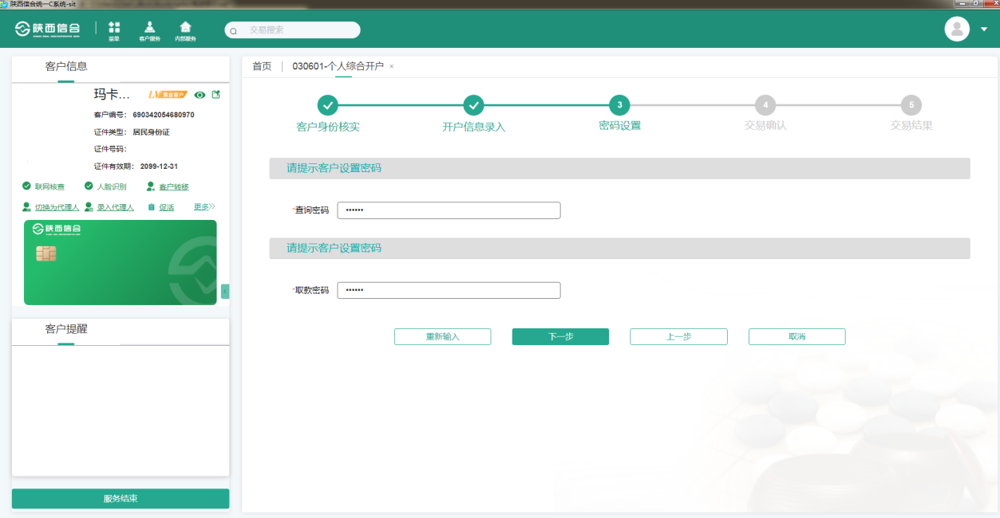 陕西信合统一C系统-sit
陕西信合
菜单
客户服务
内部服务
交易搜索
客户信息
玛卡...
LV黄金客户
客户编号： 690342054680970
证件类型： 居民身份证
证件号码：
证件有效期： 2099-12-31
联网核查 人脸识别 客户转移
切换为代理人 录入代理人 促活 更多>>
陕西信合
客户提醒
服务结束
首页 | 030601-个人综合开户 ×
3 4 5
客户身份核实 开户信息录入 密码设置 交易确认 交易结果
请提示客户设置密码
*查询密码 ••••••
请提示客户设置密码
*取款密码 ••••••
重新输入 下一步 上一步 取消